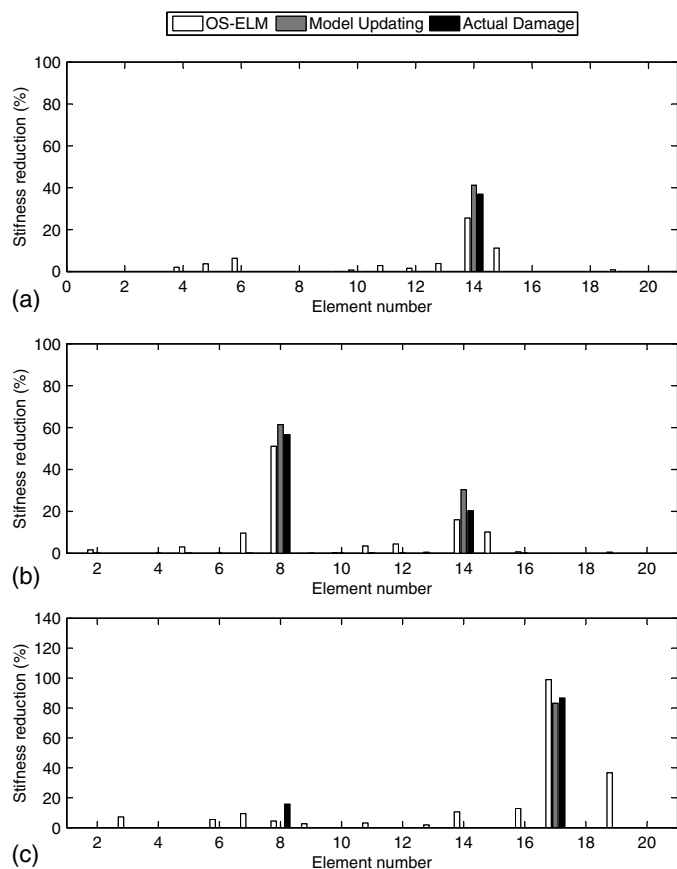 OS-ELM Model Updating Actual Damage
100
80
60
40
20
0
Stifness reduction (%)
0 2 4 6 8 10 12 14 16 18 20
Element number
(a)
100
80
60
40
20
0
Stiffness reduction (%)
2 4 6 8 10 12 14 16 18 20
Element number
(b)
140
120
100
80
60
40
20
0
Stiffness reduction (%)
2 4 6 8 10 12 14 16 18 20
Element number
(c)